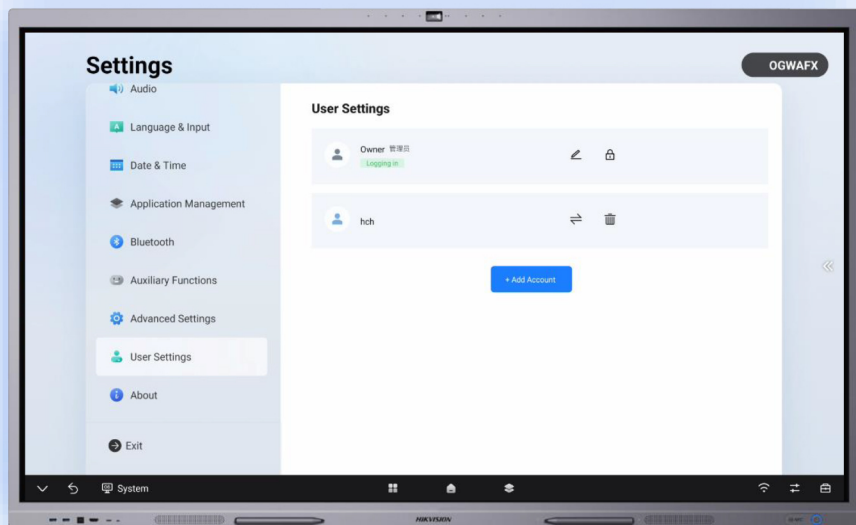 Settings
OGWAFX
Audio
Language & Input
Date & Time
Application Management
Bluetooth
Auxiliary Functions
Advanced Settings
User Settings
About
Exit
User Settings
Owner 管理员
Logging in
hch
+ Add Account
System
HIKVISION